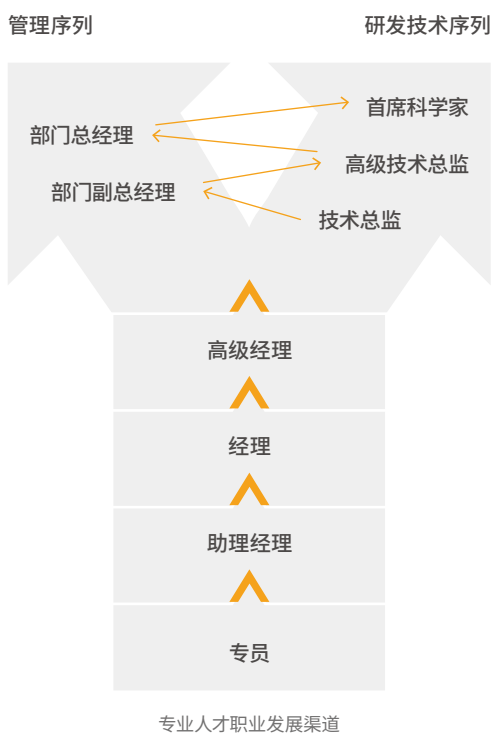 管理序列
研发技术序列
首席科学家
部门总经理
高级技术总监
部门副总经理
技术总监
高级经理
经理
助理经理
专员
专业人才职业发展渠道